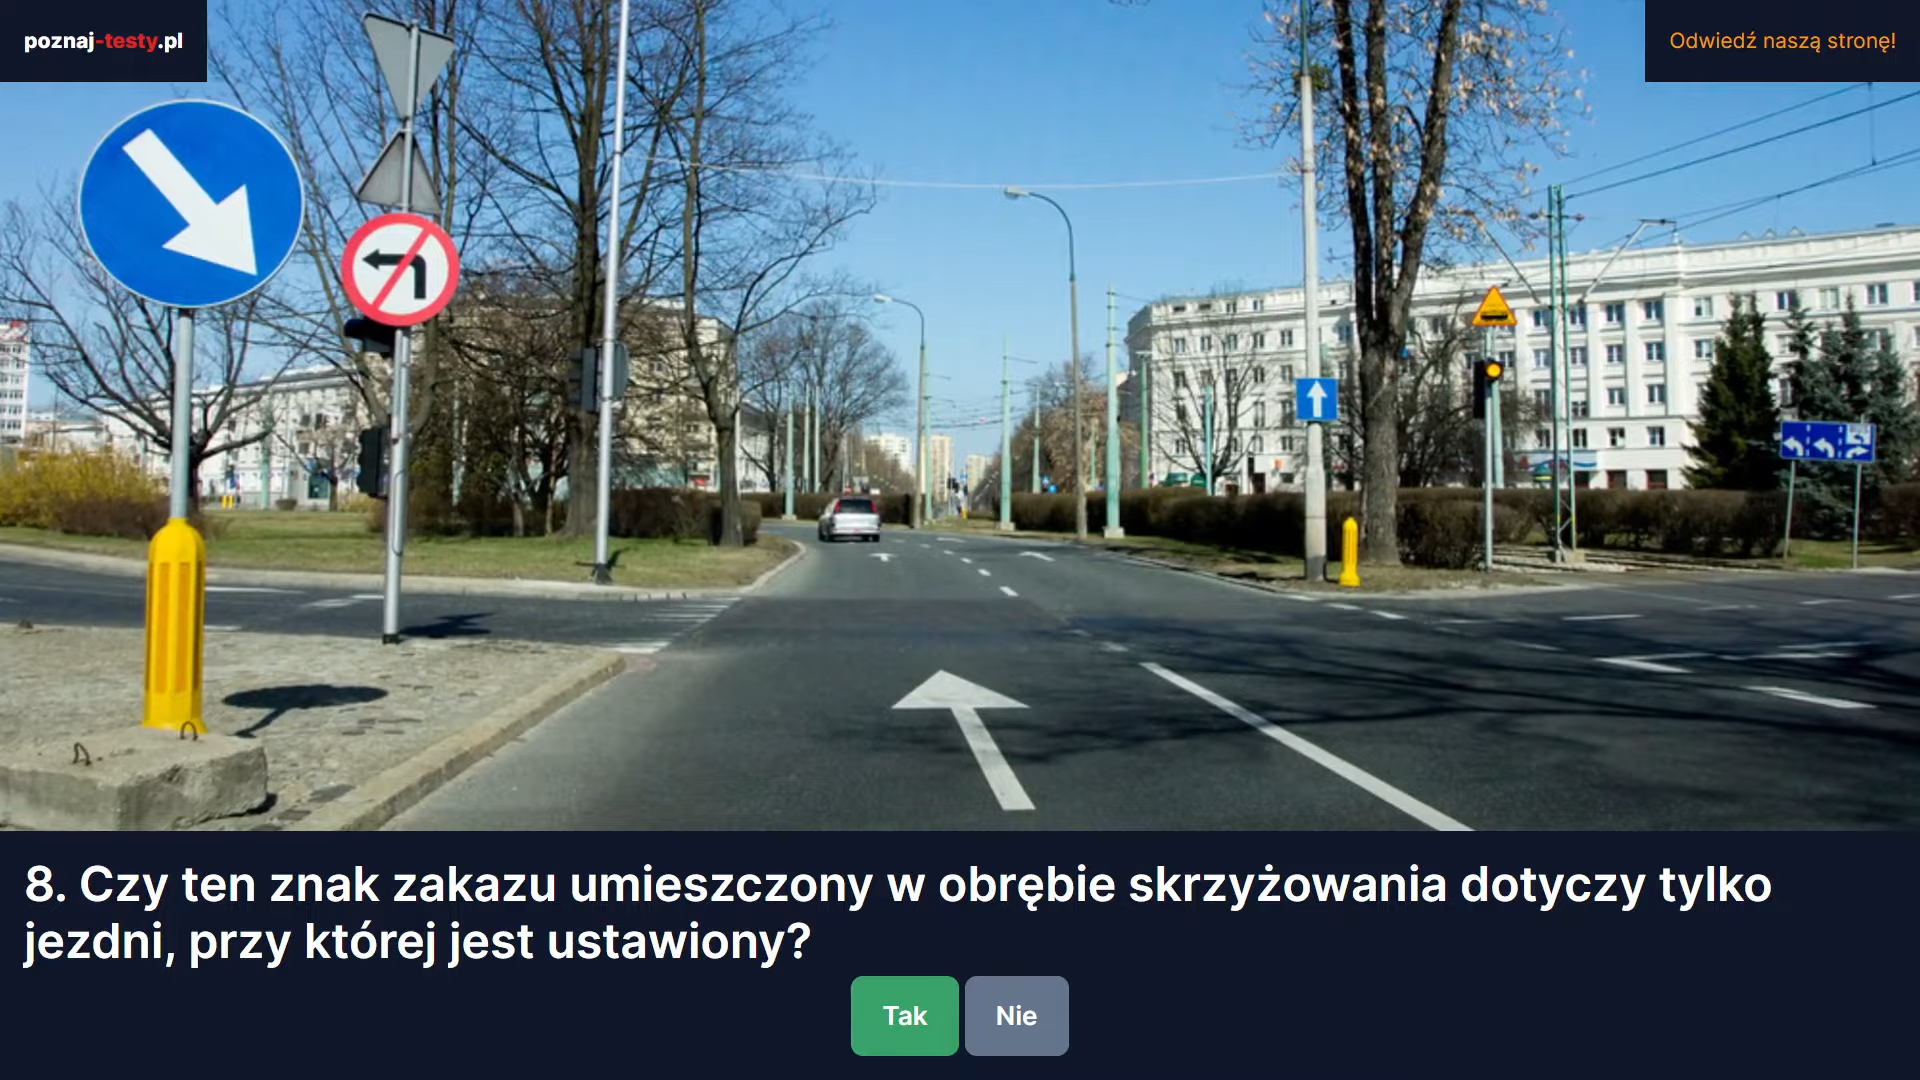 poznaj-testy.pl
Odwiedź naszą stronę!
8. Czy ten znak zakazu umieszczony w obrębie skrzyżowania dotyczy tylko
jezdni, przy której jest ustawiony?
Tak
Nie